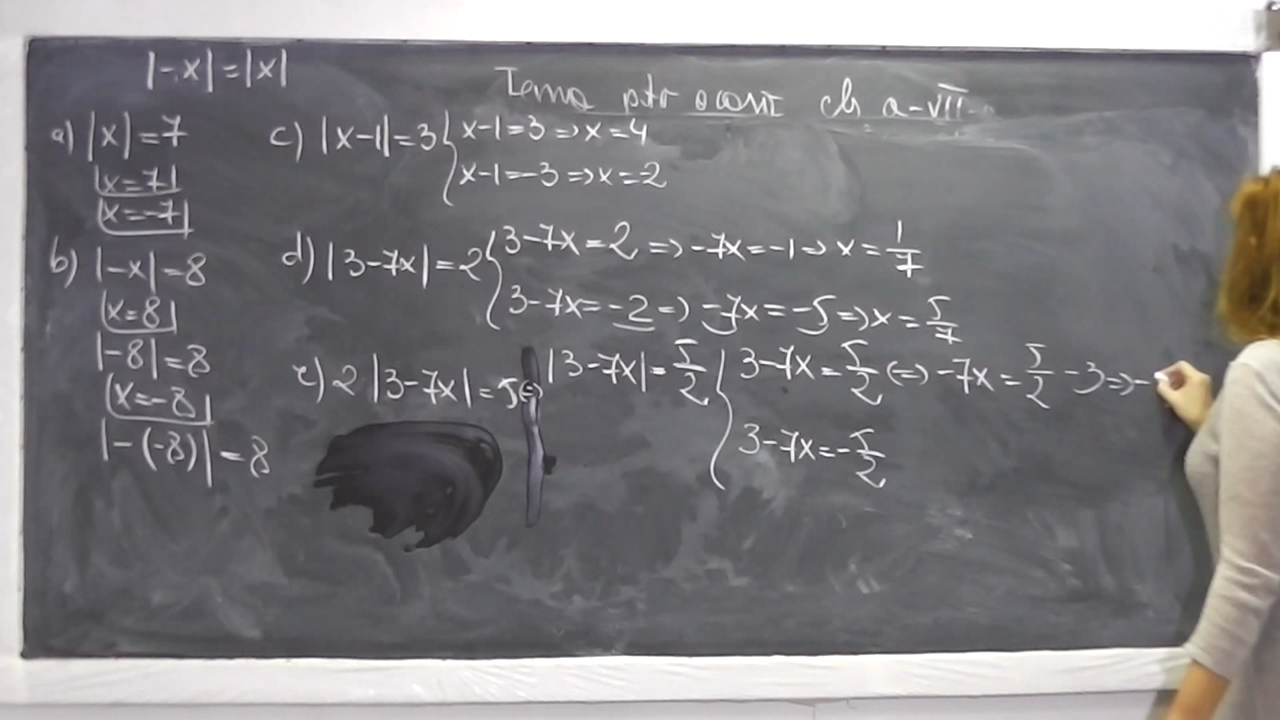 |-x|=|x|
Tema ptr acasă cls a-VII-a
a) |x|=7
x=7
x=-7
b) |-x|=8
x=8
|-8|=8
x=-8
|-(-8)|=8
c) |x-1|=3 { x-1=3 => x=4
x-1=-3 => x=-2
d) |3-7x|=2 { 3-7x=2 => -7x=-1 => x=1/7
3-7x=-2 => -7x=-5 => x=5/7
e) 2|3-7x|=5 (=) |3-7x|=5/2 { 3-7x=5/2 (=) -7x=5/2-3 => -
3-7x=-5/2